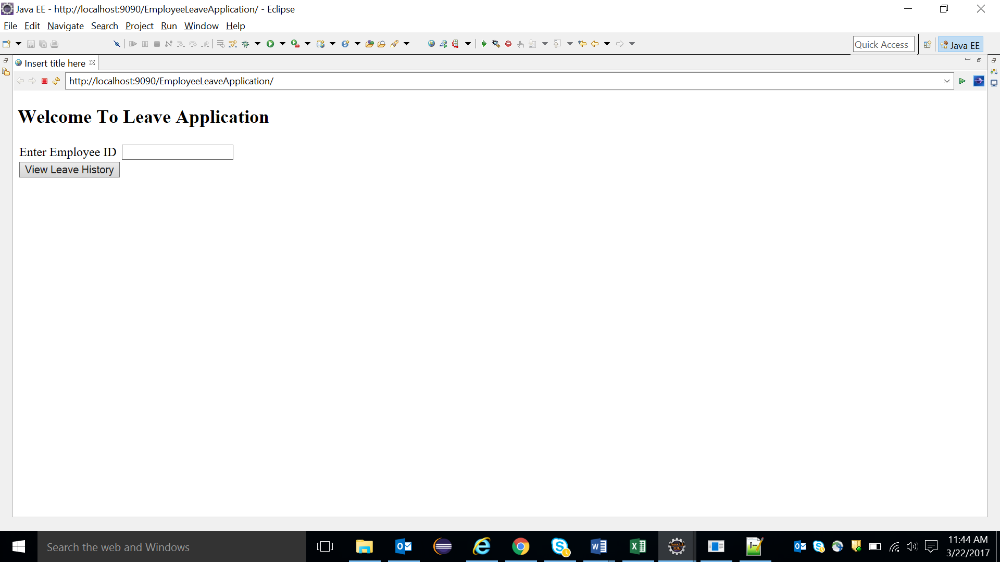 Java EE - http://localhost:9090/EmployeeLeaveApplication/ - Eclipse
File Edit Navigate Search Project Run Window Help
Quick Access
Java EE
Insert title here
http://localhost:9090/EmployeeLeaveApplication/
Welcome To Leave Application
Enter Employee ID
View Leave History
Search the web and Windows
11:44 AM
3/22/2017